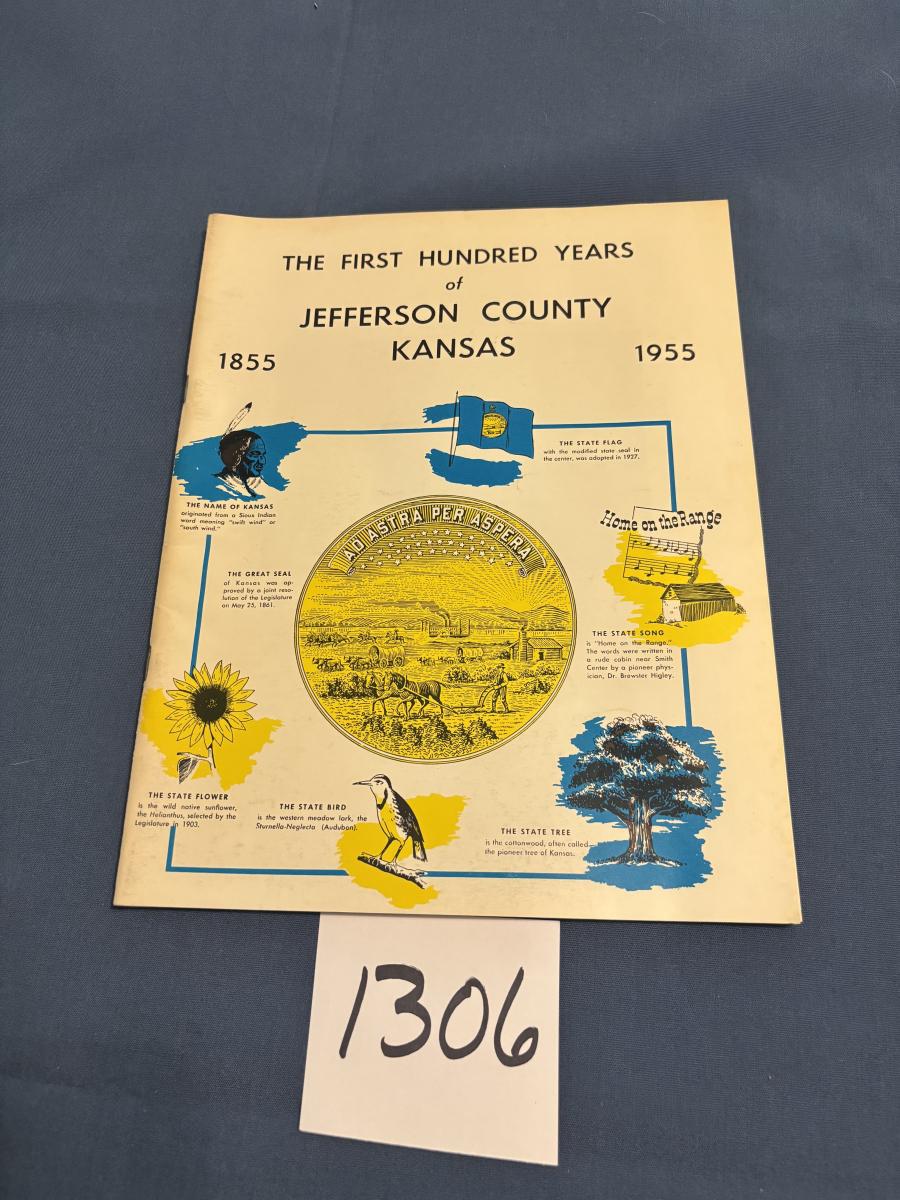 THE FIRST HUNDRED YEARS
of
JEFFERSON COUNTY
KANSAS
1855
1955
THE STATE FLAG
with the modified state seal in
the center, was adopted in 1927.
THE NAME OF KANSAS
originated from a Sioux Indian
word meaning "swift wind" or
"south wind."
Home on the Range
AD ASTRA PER ASPERA
THE GREAT SEAL
of Kansas was ap-
proved by a joint reso-
lution of the Legislature
on May 25, 1861.
THE STATE SONG
is "Home on the Range."
The words were written in
a rude cabin near Smith
Center by a pioneer phys-
ician, Dr. Brewster Higley.
THE STATE FLOWER
is the wild native sunflower,
the Helianthus, selected by the
Legislature in 1903.
THE STATE BIRD
is the western meadow lark, the
Sturnella-Neglecta (Audubon).
THE STATE TREE
is the cottonwood, often called
the pioneer tree of Kansas.
1306